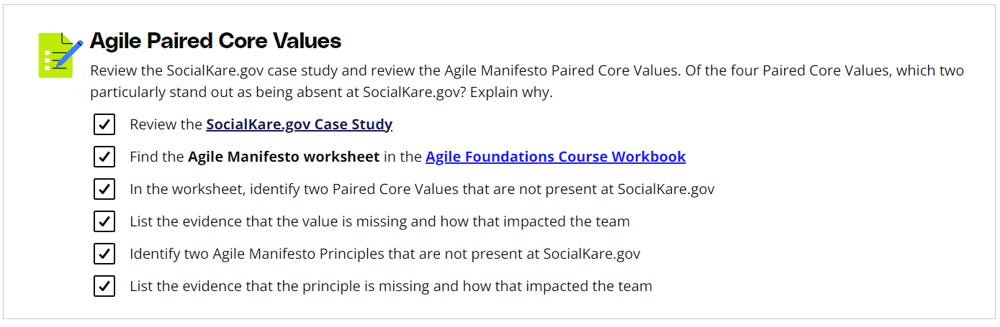 Agile Paired Core Values
Review the SocialKare.gov case study and review the Agile Manifesto Paired Core Values. Of the four Paired Core Values, which two
particularly stand out as being absent at SocialKare.gov? Explain why.
Review the SocialKare.gov Case Study
Find the Agile Manifesto worksheet in the Agile Foundations Course Workbook
In the worksheet, identify two Paired Core Values that are not present at SocialKare.gov
List the evidence that the value is missing and how that impacted the team
Identify two Agile Manifesto Principles that are not present at SocialKare.gov
List the evidence that the principle is missing and how that impacted the team